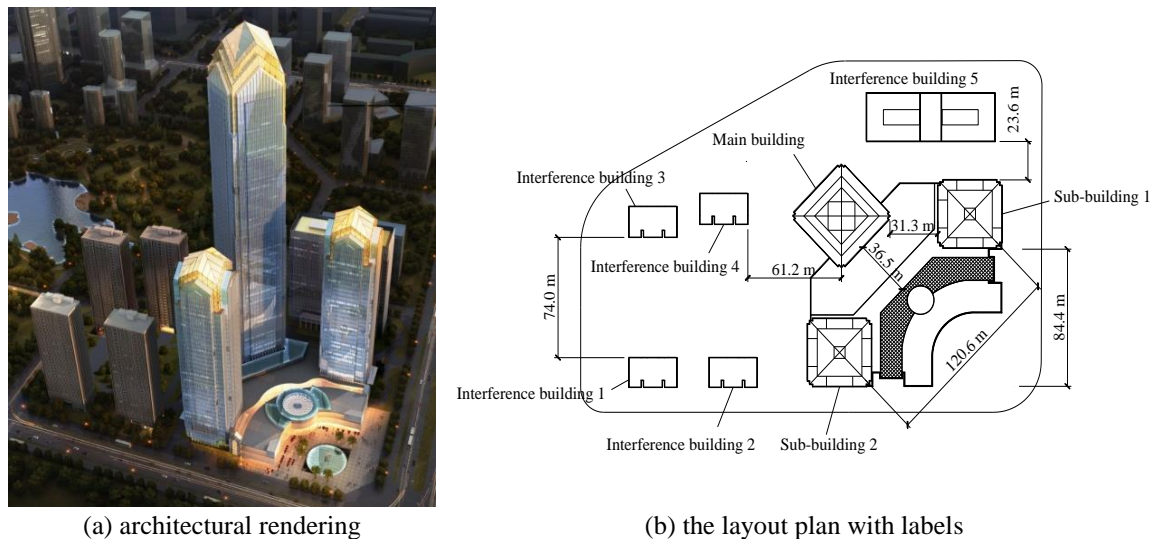 Interference building 5
23.6 m
Main building
Interference building 3
Sub-building 1
31.3 m
Interference building 4
36.5 m
61.2 m
74.0 m
84.4 m
120.6 m
Interference building 1
Interference building 2
Sub-building 2
(a) architectural rendering
(b) the layout plan with labels